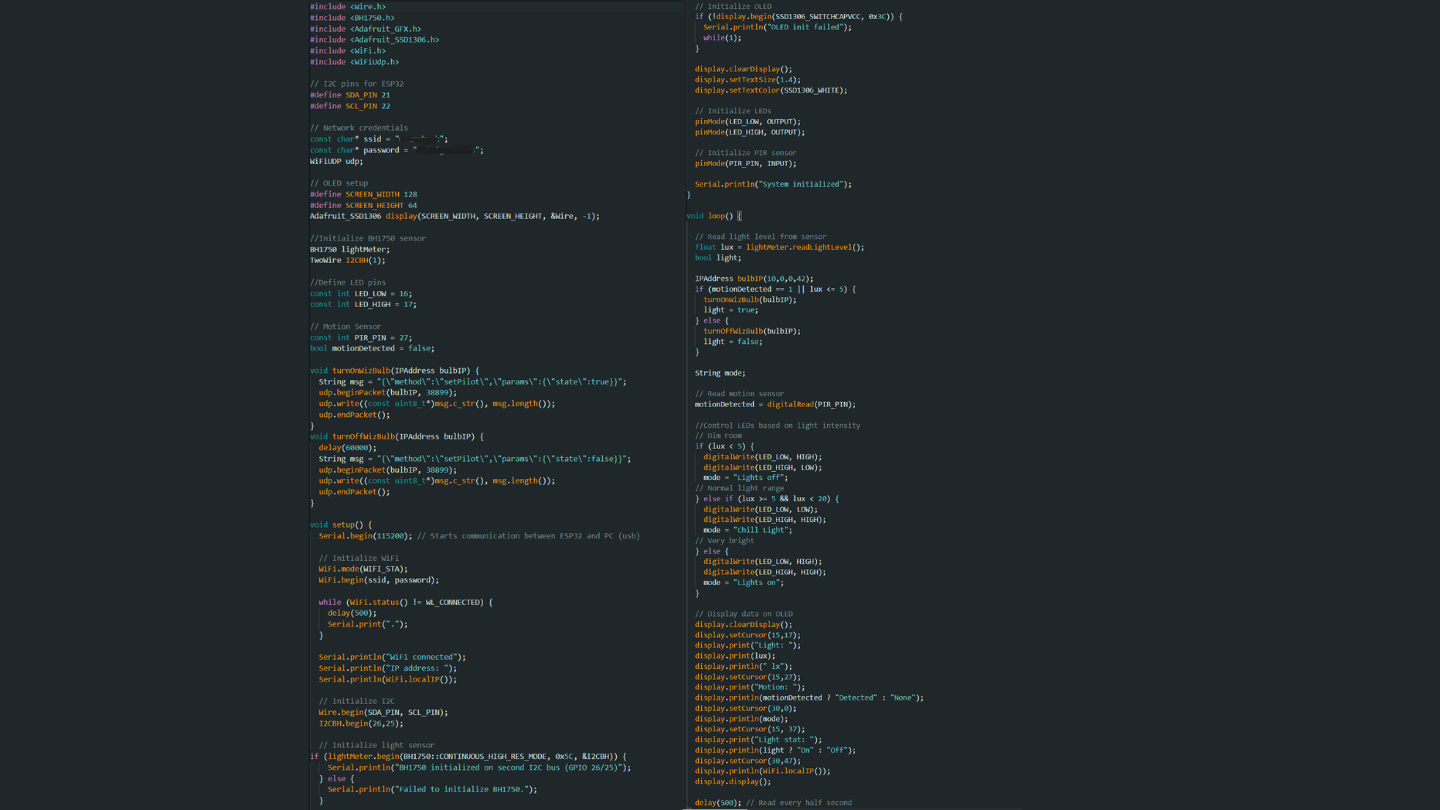 #include <Wire.h>
#include <BH1750.h>
#include <Adafruit_GFX.h>
#include <Adafruit_SSD1306.h>
#include <WiFi.h>
#include <WiFiUdp.h>
// I2C pins for ESP32
#define SDA_PIN 21
#define SCL_PIN 22
// Network credentials
const char* ssid = "";
const char* password = "";
WiFiUDP udp;
// OLED setup
#define SCREEN_WIDTH 128
#define SCREEN_HEIGHT 64
Adafruit_SSD1306 display(SCREEN_WIDTH, SCREEN_HEIGHT, &Wire, -1);
//Initialize BH1750 sensor
BH1750 lightMeter;
TwoWire I2CBH(1);
//Define LED pins
const int LED_LOW = 16;
const int LED_HIGH = 17;
// Motion Sensor
const int PIR_PIN = 27;
bool motionDetected = false;
void turnOnWizBulb(IPAddress bulbIP) {
String msg = "{\"method\":\"setPilot\",\"params\":{\"state\":true}}";
udp.beginPacket(bulbIP, 38899);
udp.write((const uint8_t*)msg.c_str(), msg.length());
udp.endPacket();
}
void turnOffWizBulb(IPAddress bulbIP) {
delay(60000);
String msg = "{\"method\":\"setPilot\",\"params\":{\"state\":false}}";
udp.beginPacket(bulbIP, 38899);
udp.write((const uint8_t*)msg.c_str(), msg.length());
udp.endPacket();
}
void setup() {
Serial.begin(115200); // Starts communication between ESP32 and PC (usb)
// Initialize WiFi
WiFi.mode(WIFI_STA);
WiFi.begin(ssid, password);
while (WiFi.status() != WL_CONNECTED) {
delay(500);
Serial.print(".");
}
Serial.println("WiFi connected");
Serial.println("IP address: ");
Serial.println(WiFi.localIP());
// Initialize I2C
Wire.begin(SDA_PIN, SCL_PIN);
I2CBH.begin(26,25);
// Initialize light sensor
if (lightMeter.begin(BH1750::CONTINUOUS_HIGH_RES_MODE, 0x5C, &I2CBH)) {
Serial.println("BH1750 initialized on second I2C bus (GPIO 26/25)");
} else {
Serial.println("Failed to initialize BH1750.");
}
// Initialize OLED
if (!display.begin(SSD1306_SWITCHCAPVCC, 0x3C)) {
Serial.println("OLED init failed");
while(1);
}
display.clearDisplay();
display.setTextSize(1.4);
display.setTextColor(SSD1306_WHITE);
// Initialize LEDs
pinMode(LED_LOW, OUTPUT);
pinMode(LED_HIGH, OUTPUT);
// Initialize PIR sensor
pinMode(PIR_PIN, INPUT);
Serial.println("System initialized");
}
void loop() {
// Read light level from sensor
float lux = lightMeter.readLightLevel();
bool light;
IPAddress bulbIP(10,0,0,42);
if (motionDetected == 1 || lux <= 5) {
turnOnWizBulb(bulbIP);
light = true;
} else {
turnOffWizBulb(bulbIP);
light = false;
}
String mode;
// Read motion sensor
motionDetected = digitalRead(PIR_PIN);
//Control LEDs based on light intensity
// Dim room
if (lux < 5) {
digitalWrite(LED_LOW, HIGH);
digitalWrite(LED_HIGH, LOW);
mode = "Lights off";
// Normal light range
} else if (lux >= 5 && lux < 20) {
digitalWrite(LED_LOW, LOW);
digitalWrite(LED_HIGH, HIGH);
mode = "Chill Light";
// Very bright
} else {
digitalWrite(LED_LOW, HIGH);
digitalWrite(LED_HIGH, HIGH);
mode = "Lights on";
}
// Display data on OLED
display.clearDisplay();
display.setCursor(15,17);
display.print("Light: ");
display.print(lux);
display.println(" lx");
display.setCursor(15,27);
display.print("Motion: ");
display.println(motionDetected ? "Detected" : "None");
display.setCursor(30,0);
display.println(mode);
display.setCursor(15, 37);
display.print("Light stat: ");
display.println(light ? "On" : "Off");
display.setCursor(30,47);
display.println(WiFi.localIP());
display.display();
delay(500); // Read every half second